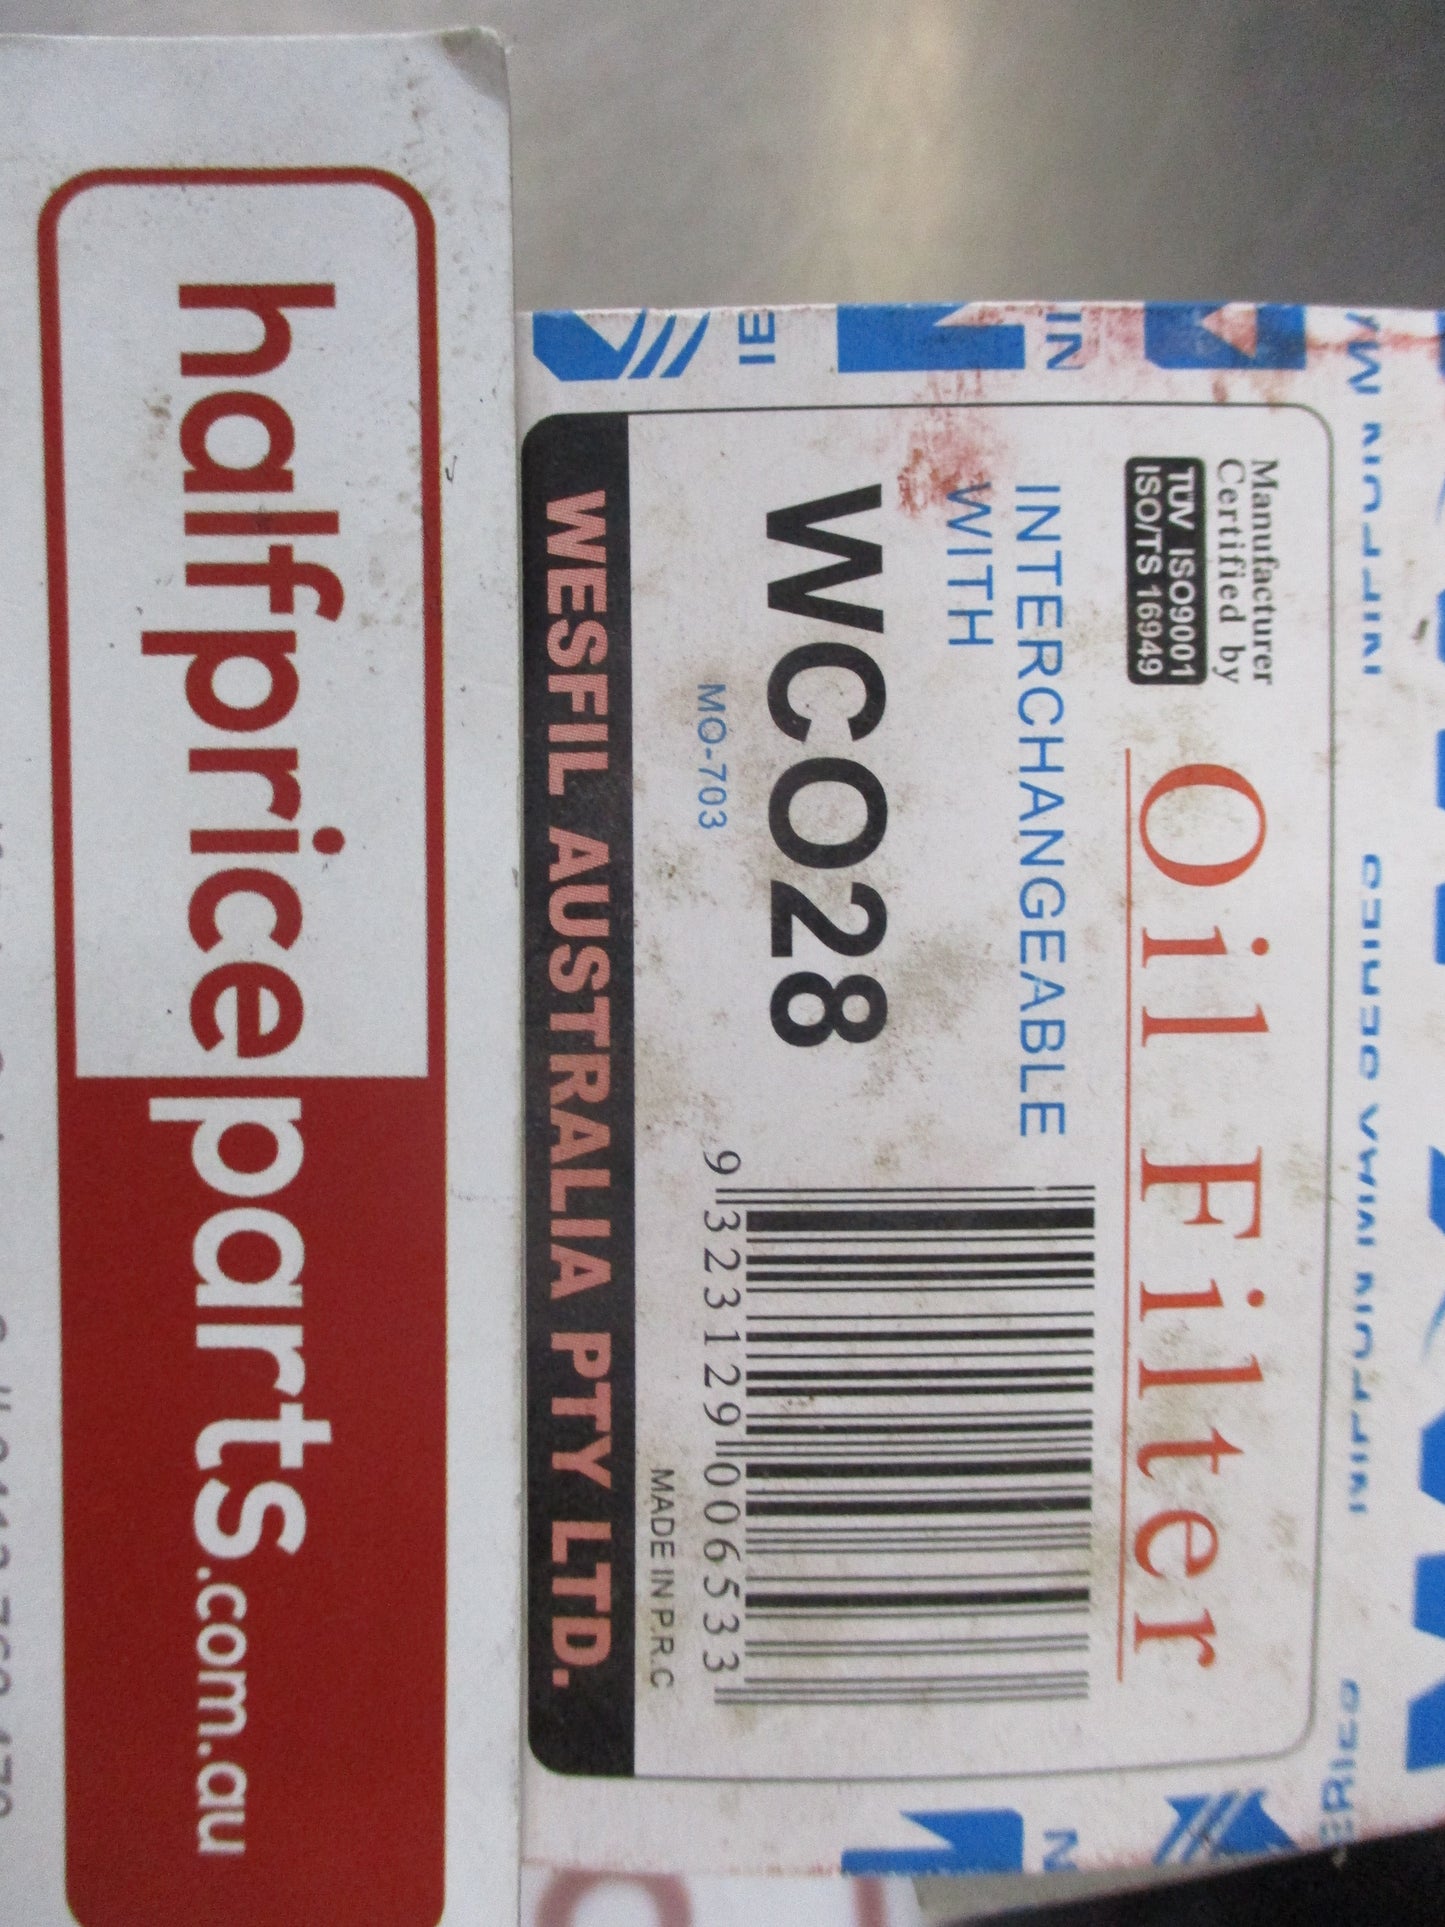 Manufacturer
Certified by
TUV ISO9001
ISO/TS 16949
Oil Filter
INTERCHANGEABLE
WITH
WCO28
MO-703
9 323129 006533
MADE IN P.R.C
WESFIL AUSTRALIA PTY LTD.
halfpriceparts.com.au